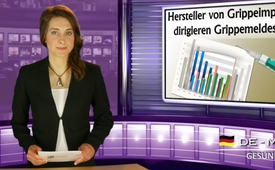 Hersteller von Grippeimp
dirigieren Grippemeldes
DE - M
GESUN